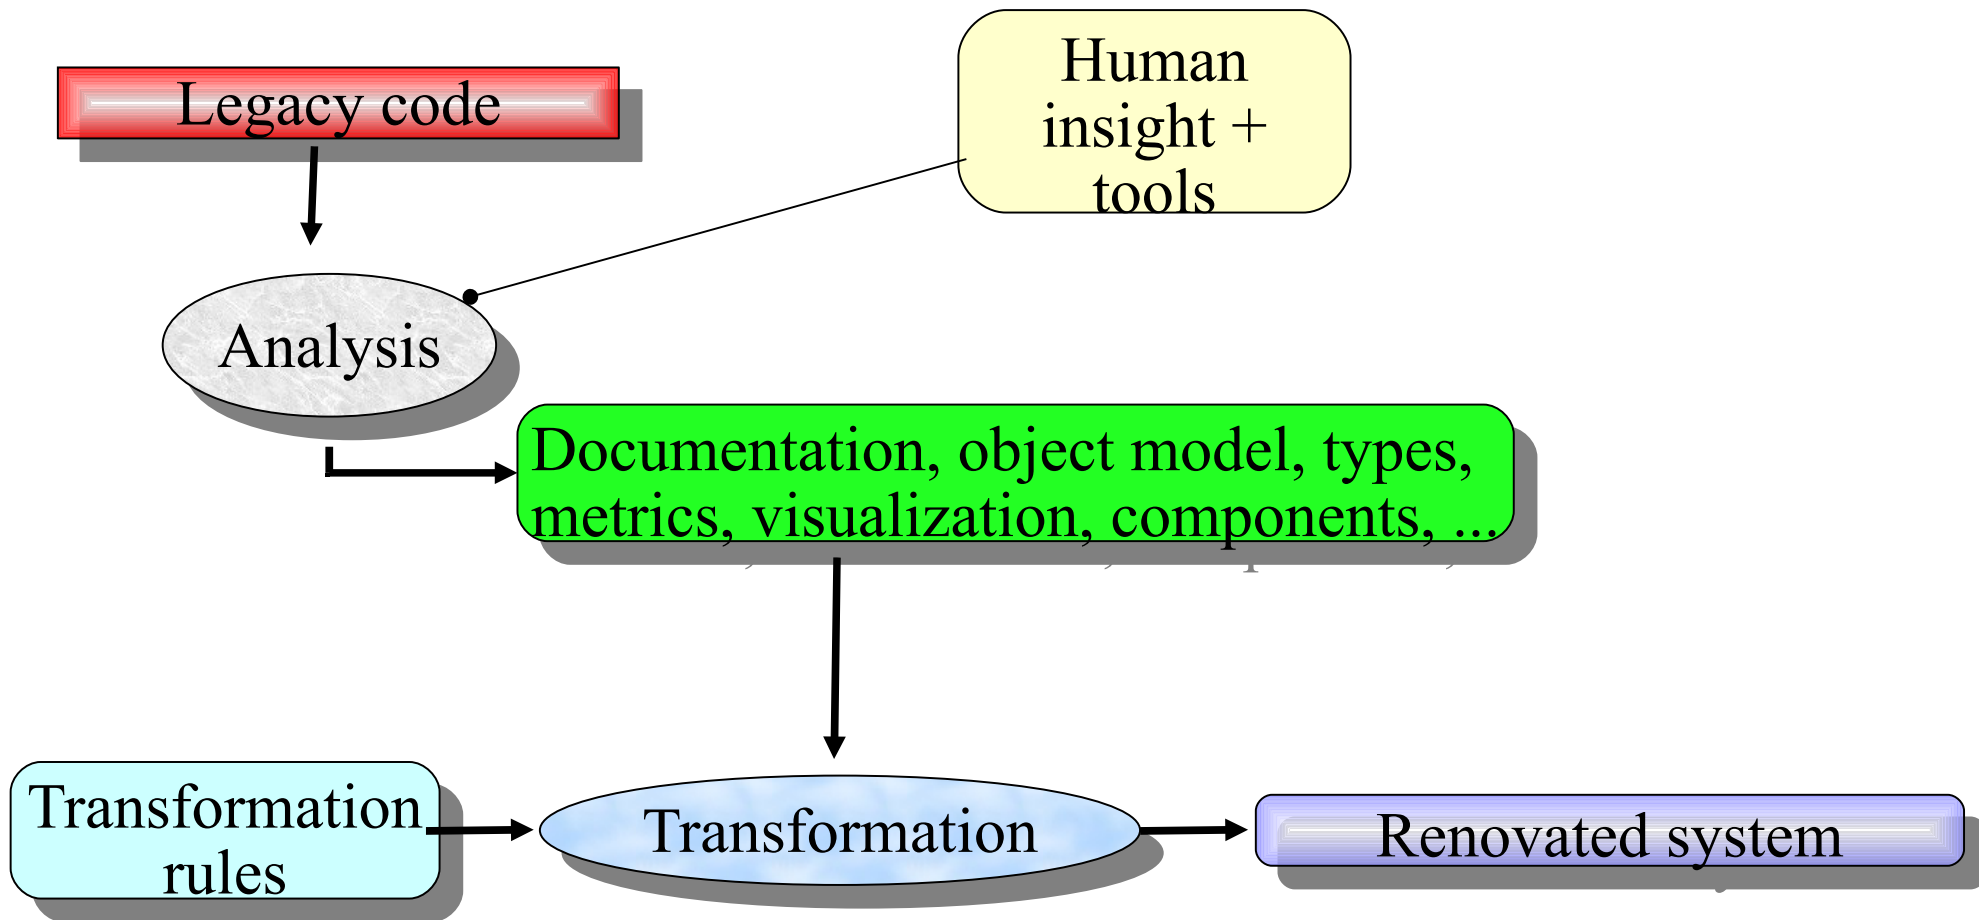 Legacy code
Human
insight +
tools
Analysis
Documentation, object model, types,
metrics, visualization, components, ...
Transformation
rules
Transformation
Renovated system